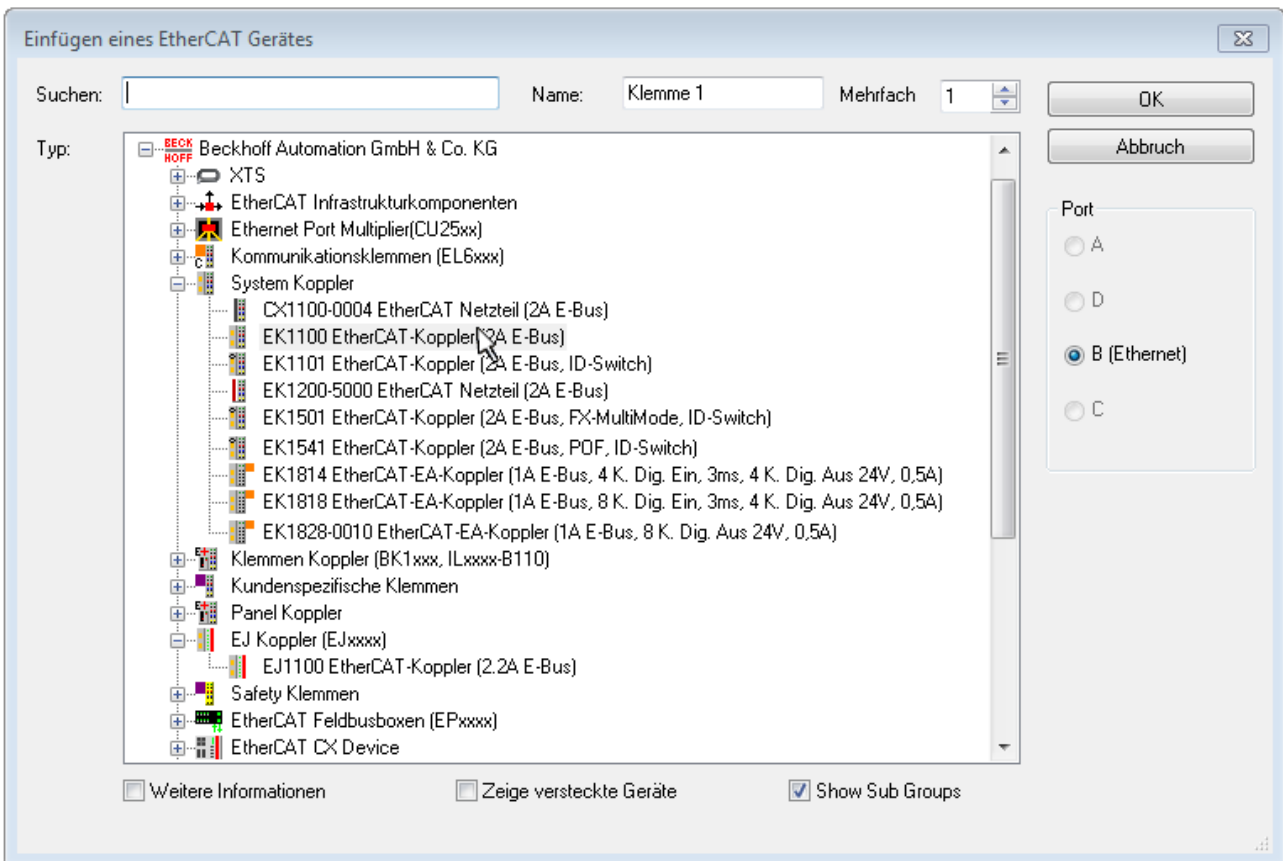 Einfügen eines EtherCAT Gerätes
Suchen: Name: Klemme 1 Mehrfach 1 OK
Abbruch
Typ: BECK HOFF Beckhoff Automation GmbH & Co. KG
XTS
EtherCAT Infrastrukturkomponenten
Ethernet Port Multiplier(CU25xx)
Kommunikationsklemmen (EL6xxx)
System Koppler
CX1100-0004 EtherCAT Netzteil (2A E-Bus)
EK1100 EtherCAT-Koppler (2A E-Bus)
EK1101 EtherCAT-Koppler (2A E-Bus, ID-Switch)
EK1200-5000 EtherCAT Netzteil (2A E-Bus)
EK1501 EtherCAT-Koppler (2A E-Bus, FX-MultiMode, ID-Switch)
EK1541 EtherCAT-Koppler (2A E-Bus, POF, ID-Switch)
EK1814 EtherCAT-EA-Koppler (1A E-Bus, 4 K. Dig. Ein, 3ms, 4 K. Dig. Aus 24V, 0,5A)
EK1818 EtherCAT-EA-Koppler (1A E-Bus, 8 K. Dig. Ein, 3ms, 4 K. Dig. Aus 24V, 0,5A)
EK1828-0010 EtherCAT-EA-Koppler (1A E-Bus, 8 K. Dig. Aus 24V, 0,5A)
Klemmen Koppler (BK1xxx, ILxxxx-B110)
Kundenspezifische Klemmen
Panel Koppler
EJ Koppler (EJxxxx)
EJ1100 EtherCAT-Koppler (2.2A E-Bus)
Safety Klemmen
EtherCAT Feldbusboxen (EPxxxx)
EtherCAT CX Device
Port
A
D
B (Ethernet)
C
Weitere Informationen Zeige versteckte Geräte Show Sub Groups